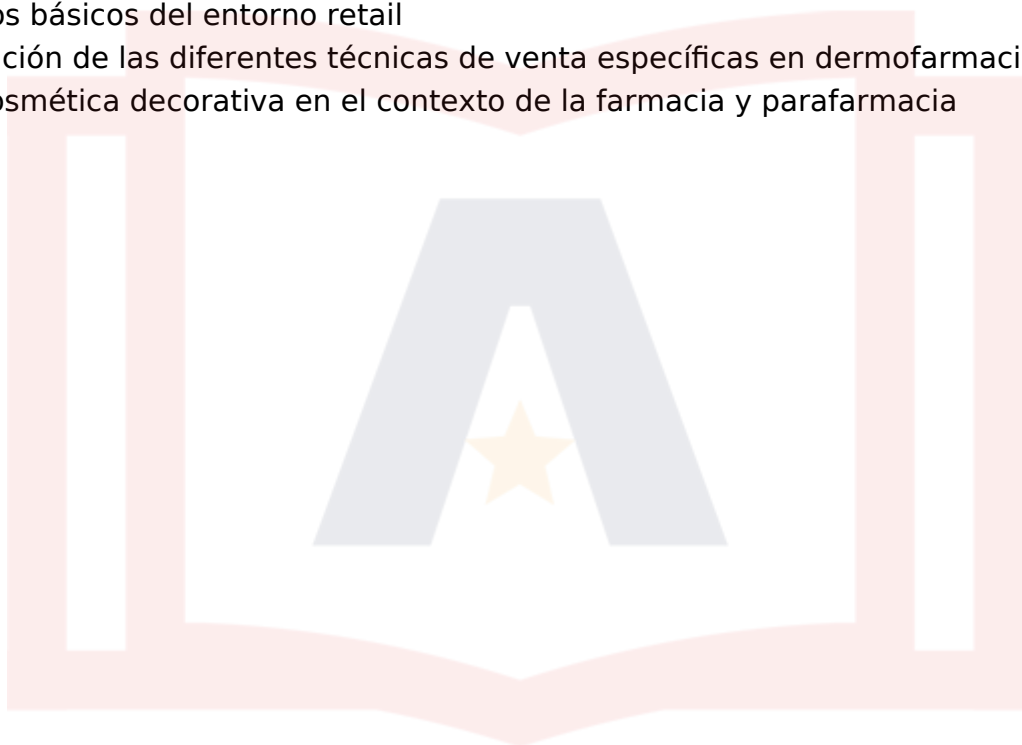 os básicos del entorno retail
ción de las diferentes técnicas de venta específicas en dermofarmaci
osmética decorativa en el contexto de la farmacia y parafarmacia